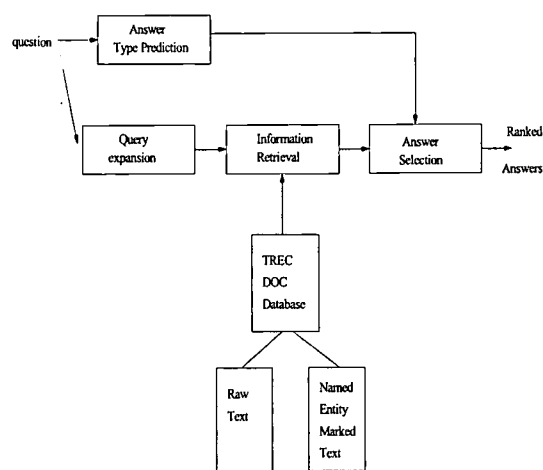 question
Answer
Type Prediction
Query
expansion
Information
Retrieval
Answer
Selection
Ranked
Answers
TREC
DOC
Database
Raw
Text
Named
Entity
Marked
Text